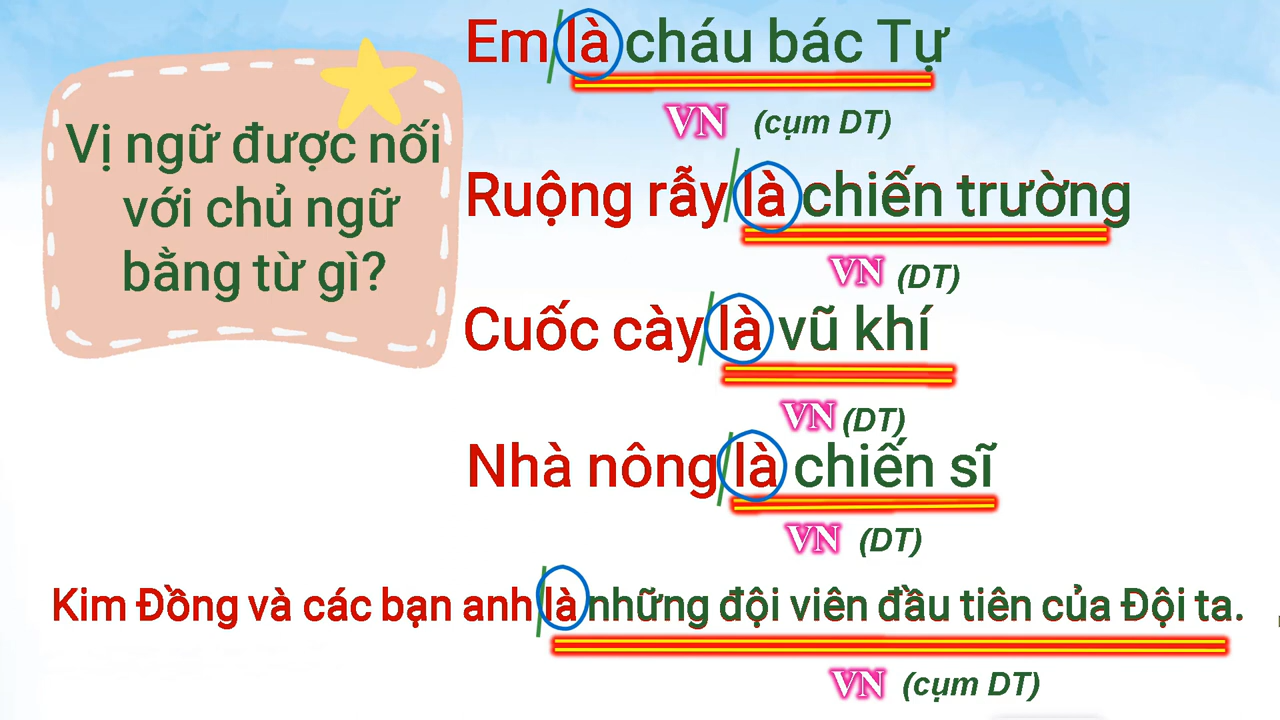 Vị ngữ được nối
với chủ ngữ
bằng từ gì?
Em là cháu bác Tự
VN (cụm DT)
Ruộng rẫy là chiến trường
VN (DT)
Cuốc cày là vũ khí
VN (DT)
Nhà nông là chiến sĩ
VN (DT)
Kim Đồng và các bạn anh là những đội viên đầu tiên của Đội ta.
VN (cụm DT)